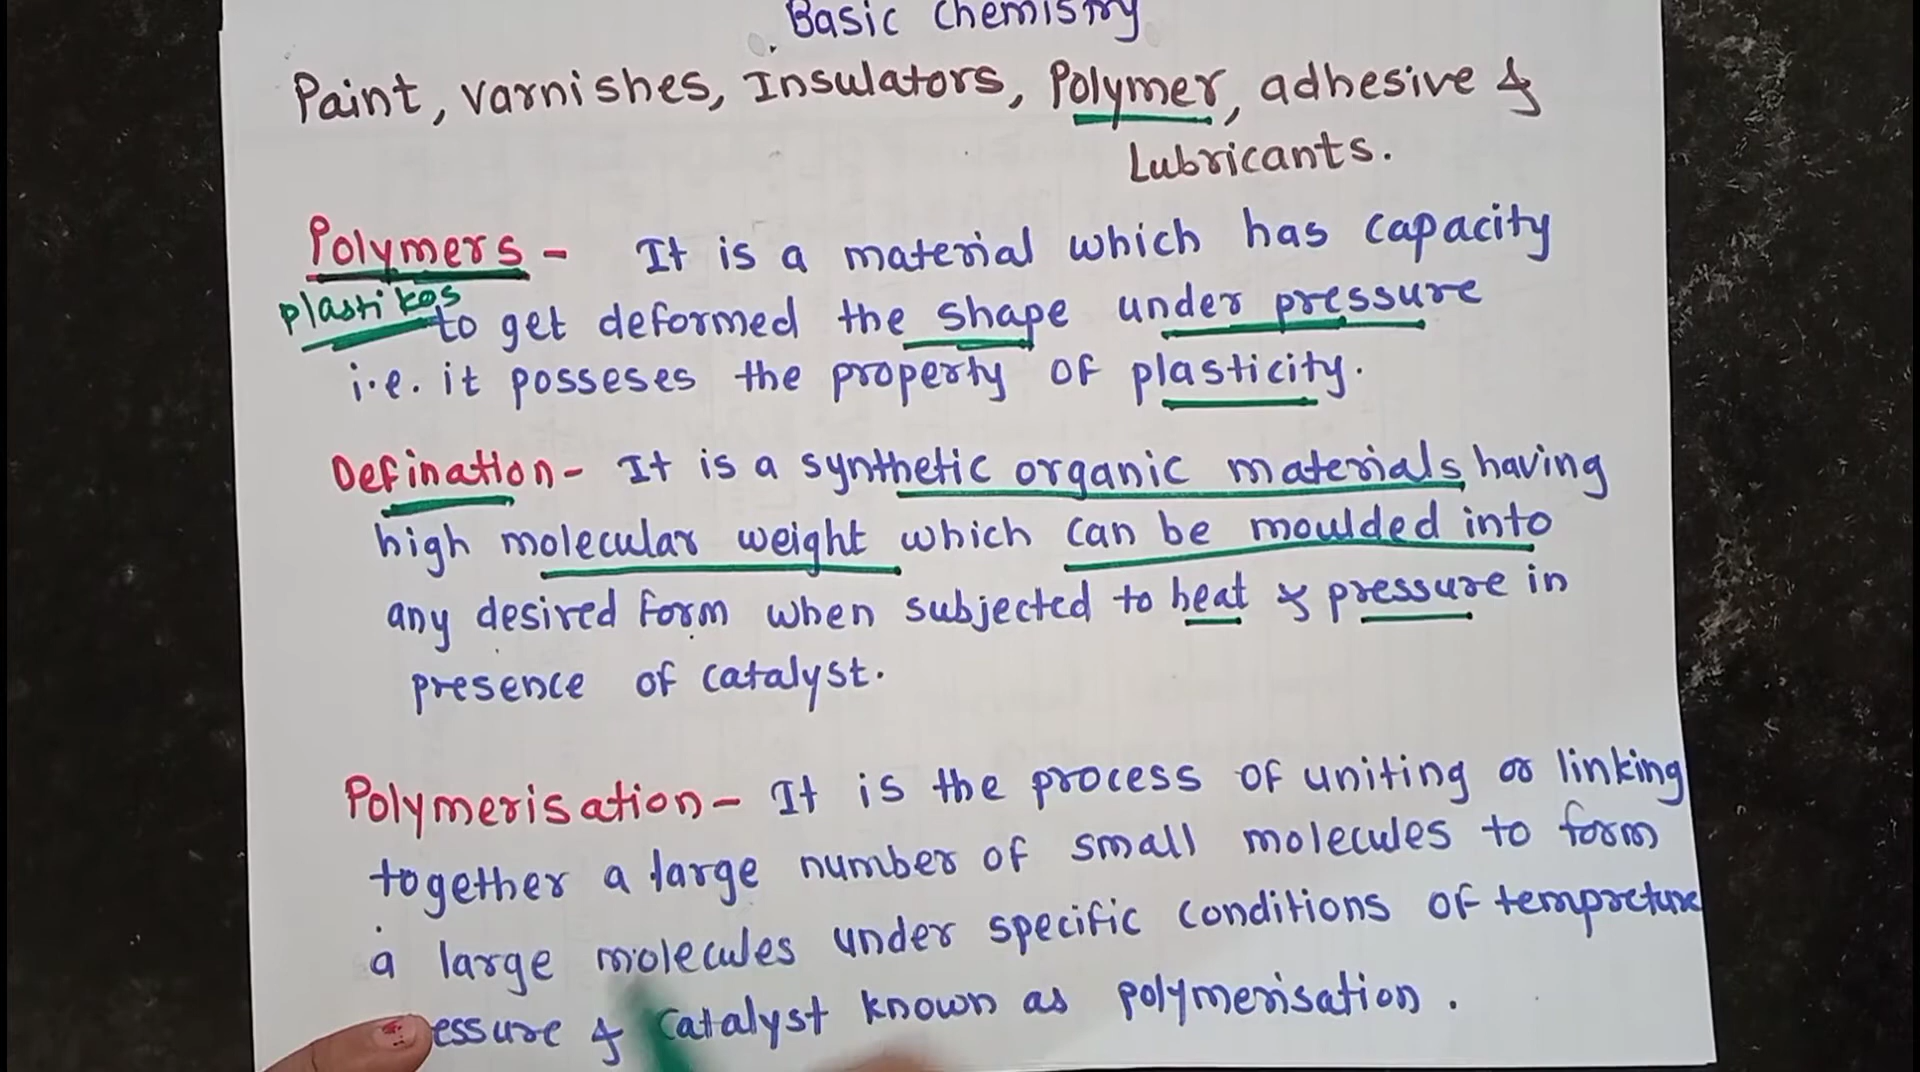 Basic Chemistry
Paint, varnishes, Insulators, Polymer, adhesive &
Lubricants.
Polymers - It is a material which has capacity
plastikos
to get deformed the shape under pressure
i.e. it posseses the property of plasticity.
Defination - It is a synthetic organic materials having
high molecular weight which can be moulded into
any desired form when subjected to heat & pressure in
presence of catalyst.
Polymerisation - It is the process of uniting or linking
together a large number of small molecules to form
a large molecules under specific conditions of tempreture
essure & catalyst known as polymerisation.